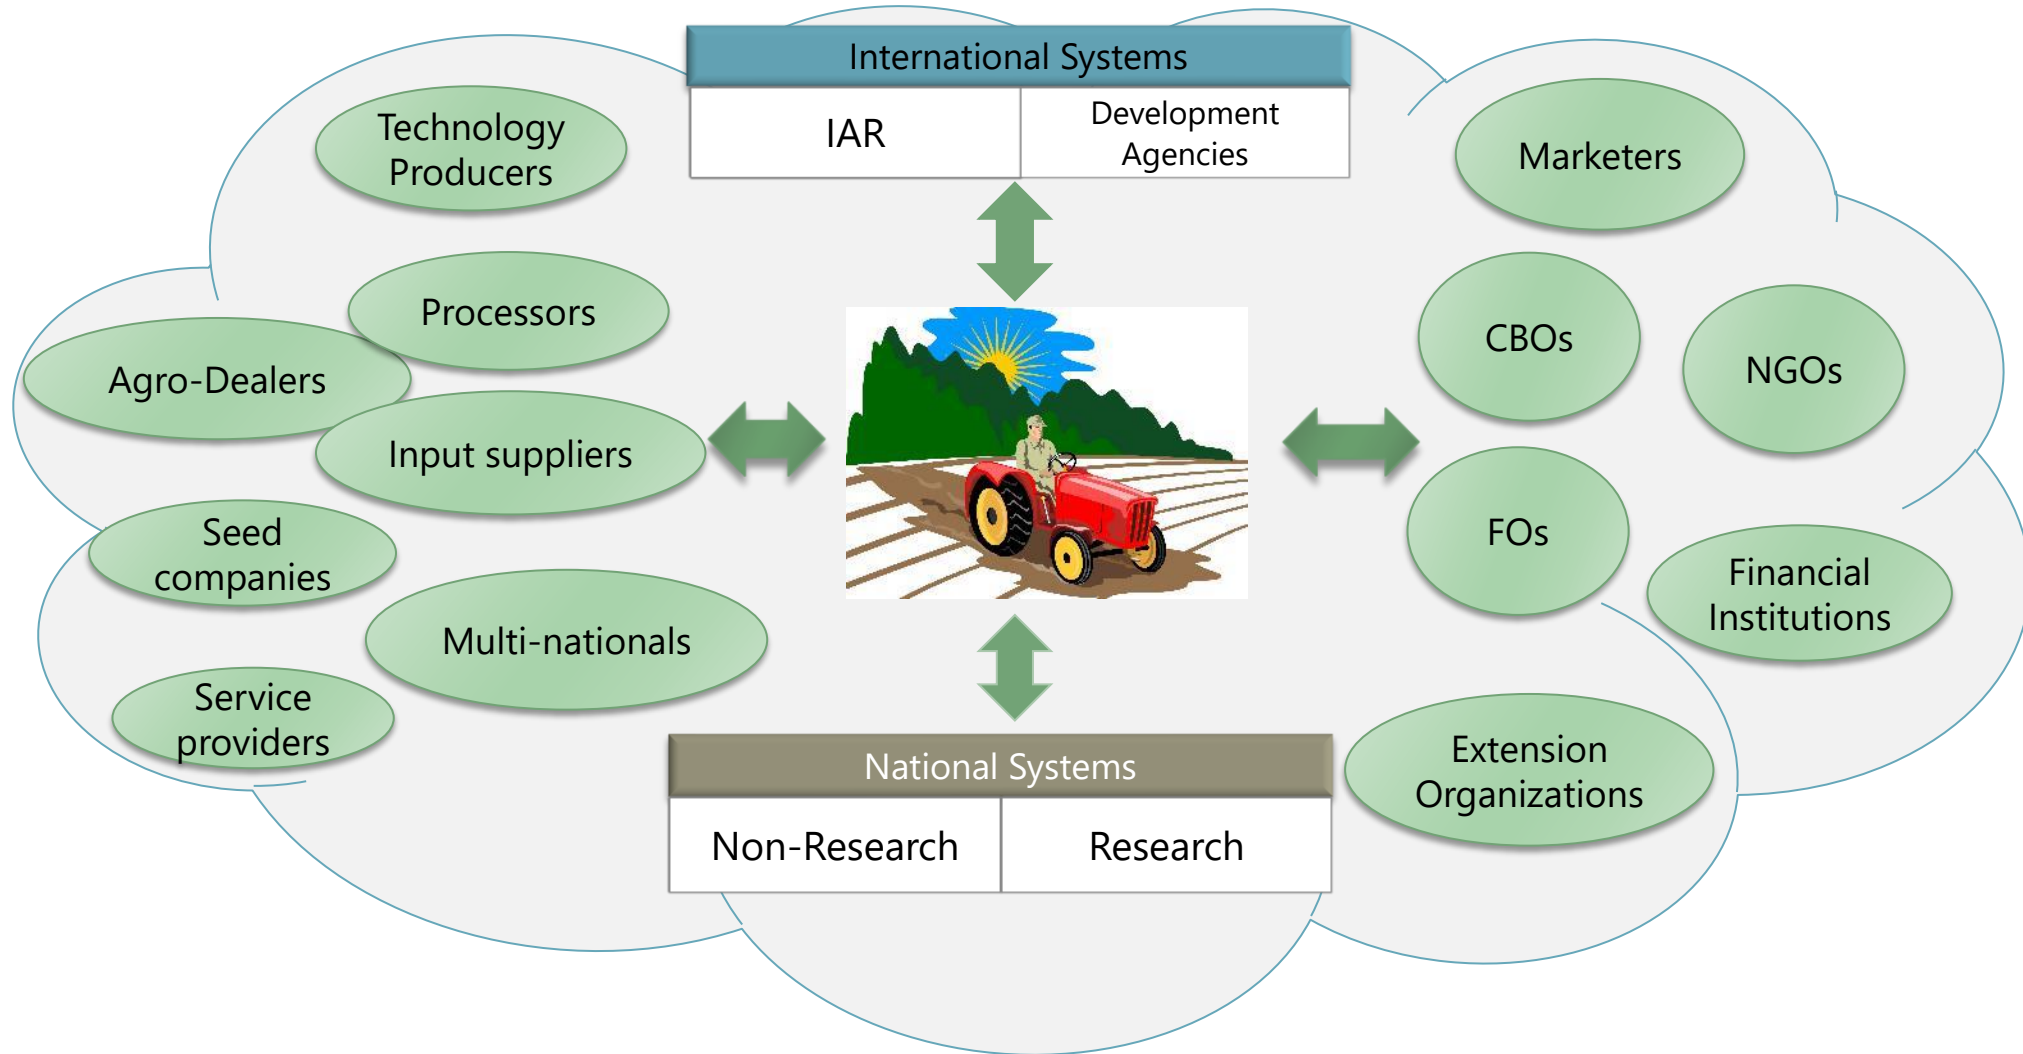 International Systems
IAR
Development
Agencies
Technology
Producers
Processors
Agro-Dealers
Input suppliers
Seed
companies
Multi-nationals
Service
providers
Marketers
CBOs
NGOs
FOs
Financial
Institutions
Extension
Organizations
National Systems
Non-Research
Research